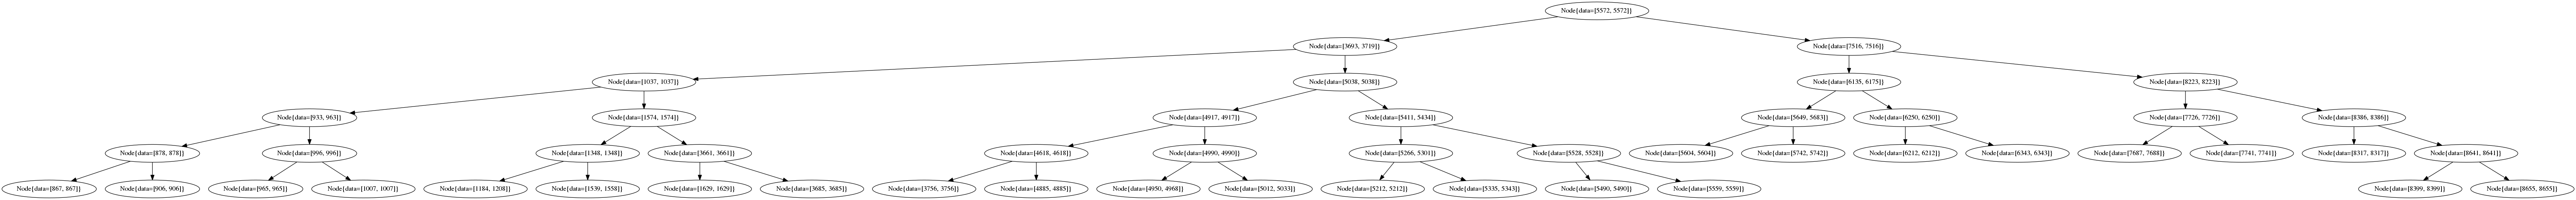 Node{data=[5572, 5572]}
Node{data=[3693, 3719]}
Node{data=[7516, 7516]}
Node{data=[1037, 1037]}
Node{data=[5038, 5038]}
Node{data=[6135, 6175]}
Node{data=[8223, 8223]}
Node{data=[933, 963]}
Node{data=[1574, 1574]}
Node{data=[4917, 4917]}
Node{data=[5411, 5434]}
Node{data=[5649, 5683]}
Node{data=[6250, 6250]}
Node{data=[7726, 7726]}
Node{data=[8386, 8386]}
Node{data=[878, 878]}
Node{data=[996, 996]}
Node{data=[1348, 1348]}
Node{data=[3661, 3661]}
Node{data=[4618, 4618]}
Node{data=[4990, 4990]}
Node{data=[5266, 5301]}
Node{data=[5528, 5528]}
Node{data=[5604, 5604]}
Node{data=[5742, 5742]}
Node{data=[6212, 6212]}
Node{data=[6343, 6343]}
Node{data=[7687, 7688]}
Node{data=[7741, 7741]}
Node{data=[8317, 8317]}
Node{data=[8641, 8641]}
Node{data=[867, 867]}
Node{data=[906, 906]}
Node{data=[965, 965]}
Node{data=[1007, 1007]}
Node{data=[1184, 1208]}
Node{data=[1539, 1558]}
Node{data=[1629, 1629]}
Node{data=[3685, 3685]}
Node{data=[3756, 3756]}
Node{data=[4885, 4885]}
Node{data=[4950, 4968]}
Node{data=[5012, 5033]}
Node{data=[5212, 5212]}
Node{data=[5335, 5343]}
Node{data=[5490, 5490]}
Node{data=[5559, 5559]}
Node{data=[8399, 8399]}
Node{data=[8655, 8655]}